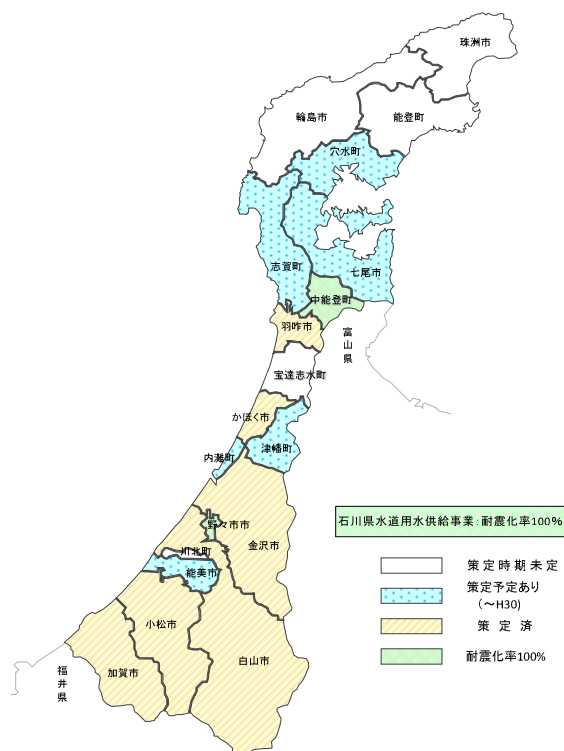 珠洲市
輪島市
能登町
穴水町
志賀町
七尾市
中能登町
羽咋市
富山県
宝達志水町
かほく市
内灘町
津幡町
石川県水道用水供給事業：耐震化率100%
野々市市
金沢市
川北町
能美市
策定時期未定
策定予定あり
（～H30）
小松市
策定済
白山市
耐震化率100%
加賀市
福井県